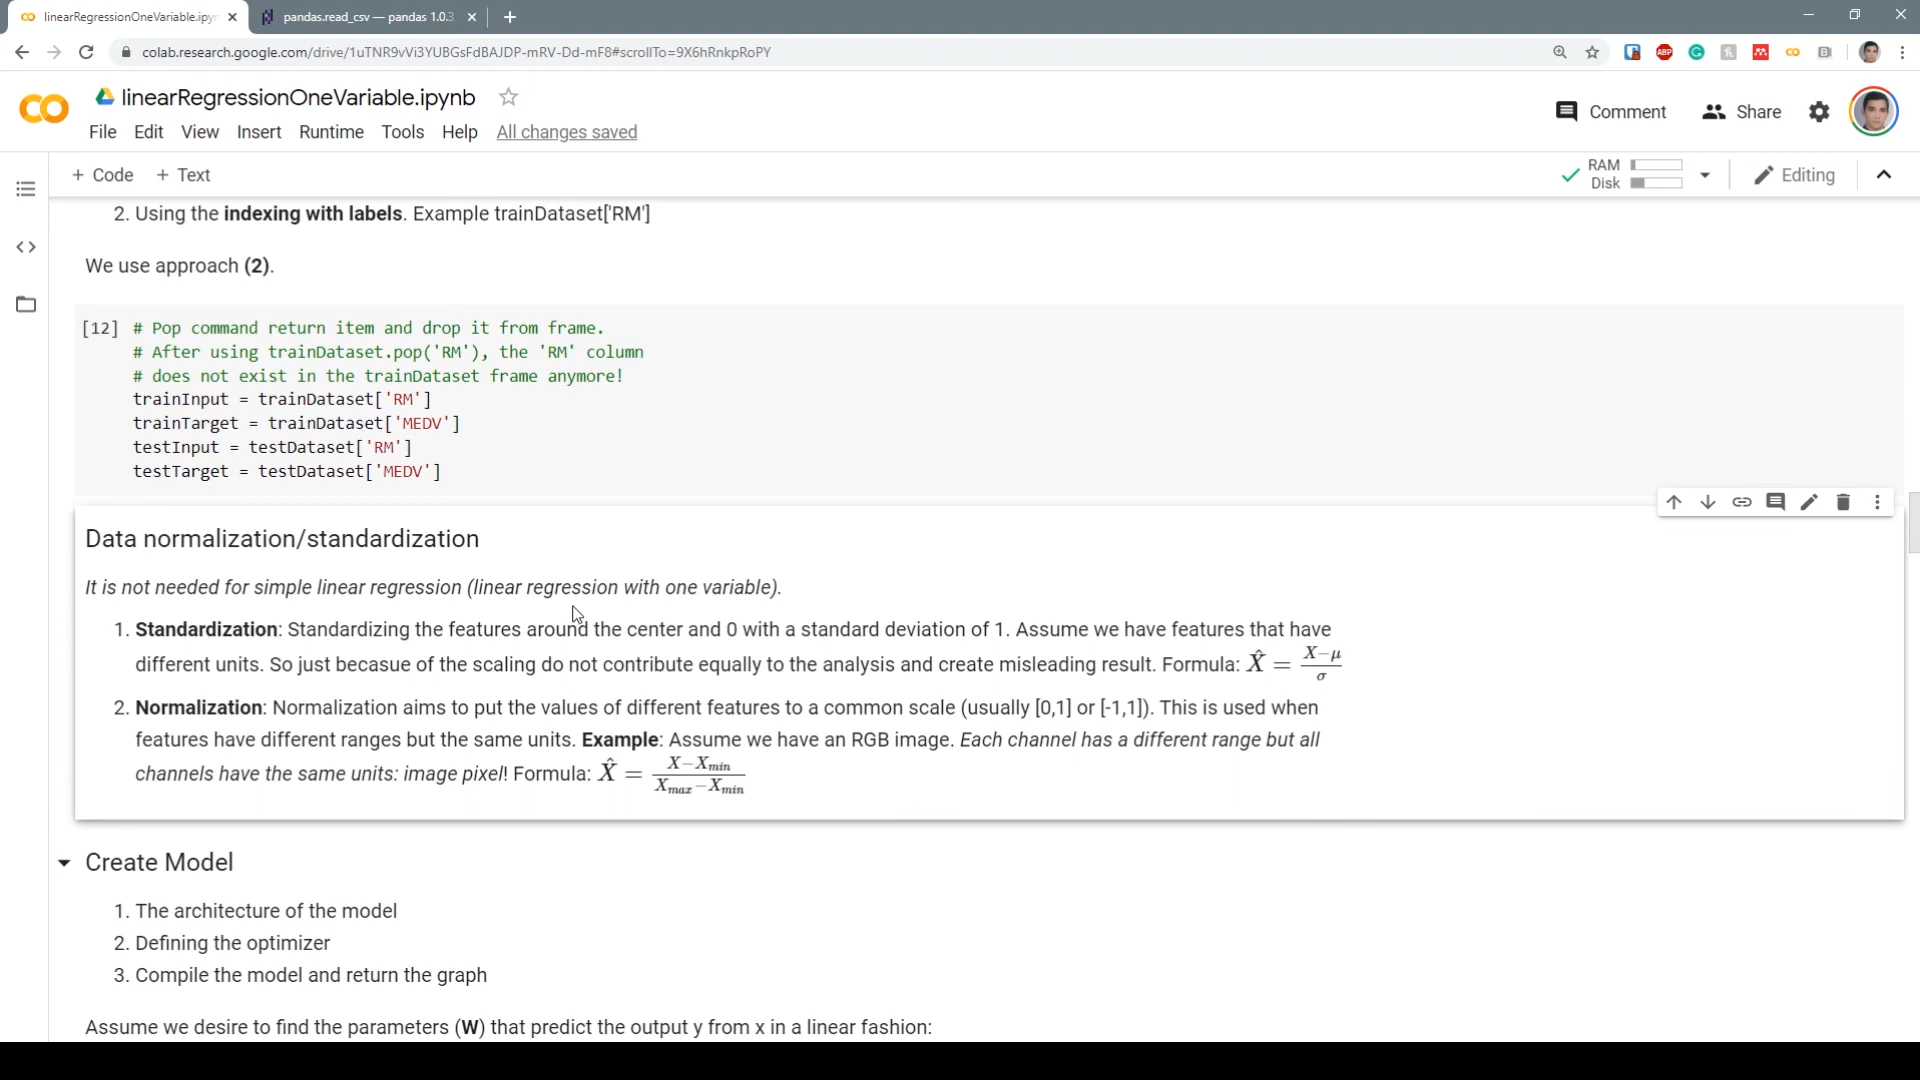 linearRegressionOneVariable.ipyn
pandas.read_csv — pandas 1.0.3
colab.research.google.com/drive/1uTNR9vVi3YUBGsFdBAJDP-mRV-Dd-mF8#scrollTo=9X6hRnkpRoPY
ABP
linearRegressionOneVariable.ipynb
Comment
Share
File Edit View Insert Runtime Tools Help All changes saved
+ Code + Text
RAM
Disk
Editing
2. Using the indexing with labels. Example trainDataset['RM']
We use approach (2).
[12] # Pop command return item and drop it from frame.
# After using trainDataset.pop('RM'), the 'RM' column
# does not exist in the trainDataset frame anymore!
trainInput = trainDataset['RM']
trainTarget = trainDataset['MEDV']
testInput = testDataset['RM']
testTarget = testDataset['MEDV']
Data normalization/standardization
It is not needed for simple linear regression (linear regression with one variable).
1. Standardization: Standardizing the features around the center and 0 with a standard deviation of 1. Assume we have features that have
different units. So just becasue of the scaling do not contribute equally to the analysis and create misleading result. Formula: X̂ = (X−μ)/σ
2. Normalization: Normalization aims to put the values of different features to a common scale (usually [0,1] or [-1,1]). This is used when
features have different ranges but the same units. Example: Assume we have an RGB image. Each channel has a different range but all
channels have the same units: image pixel! Formula: X̂ = (X−Xmin)/(Xmax−Xmin)
Create Model
1. The architecture of the model
2. Defining the optimizer
3. Compile the model and return the graph
Assume we desire to find the parameters (W) that predict the output y from x in a linear fashion: